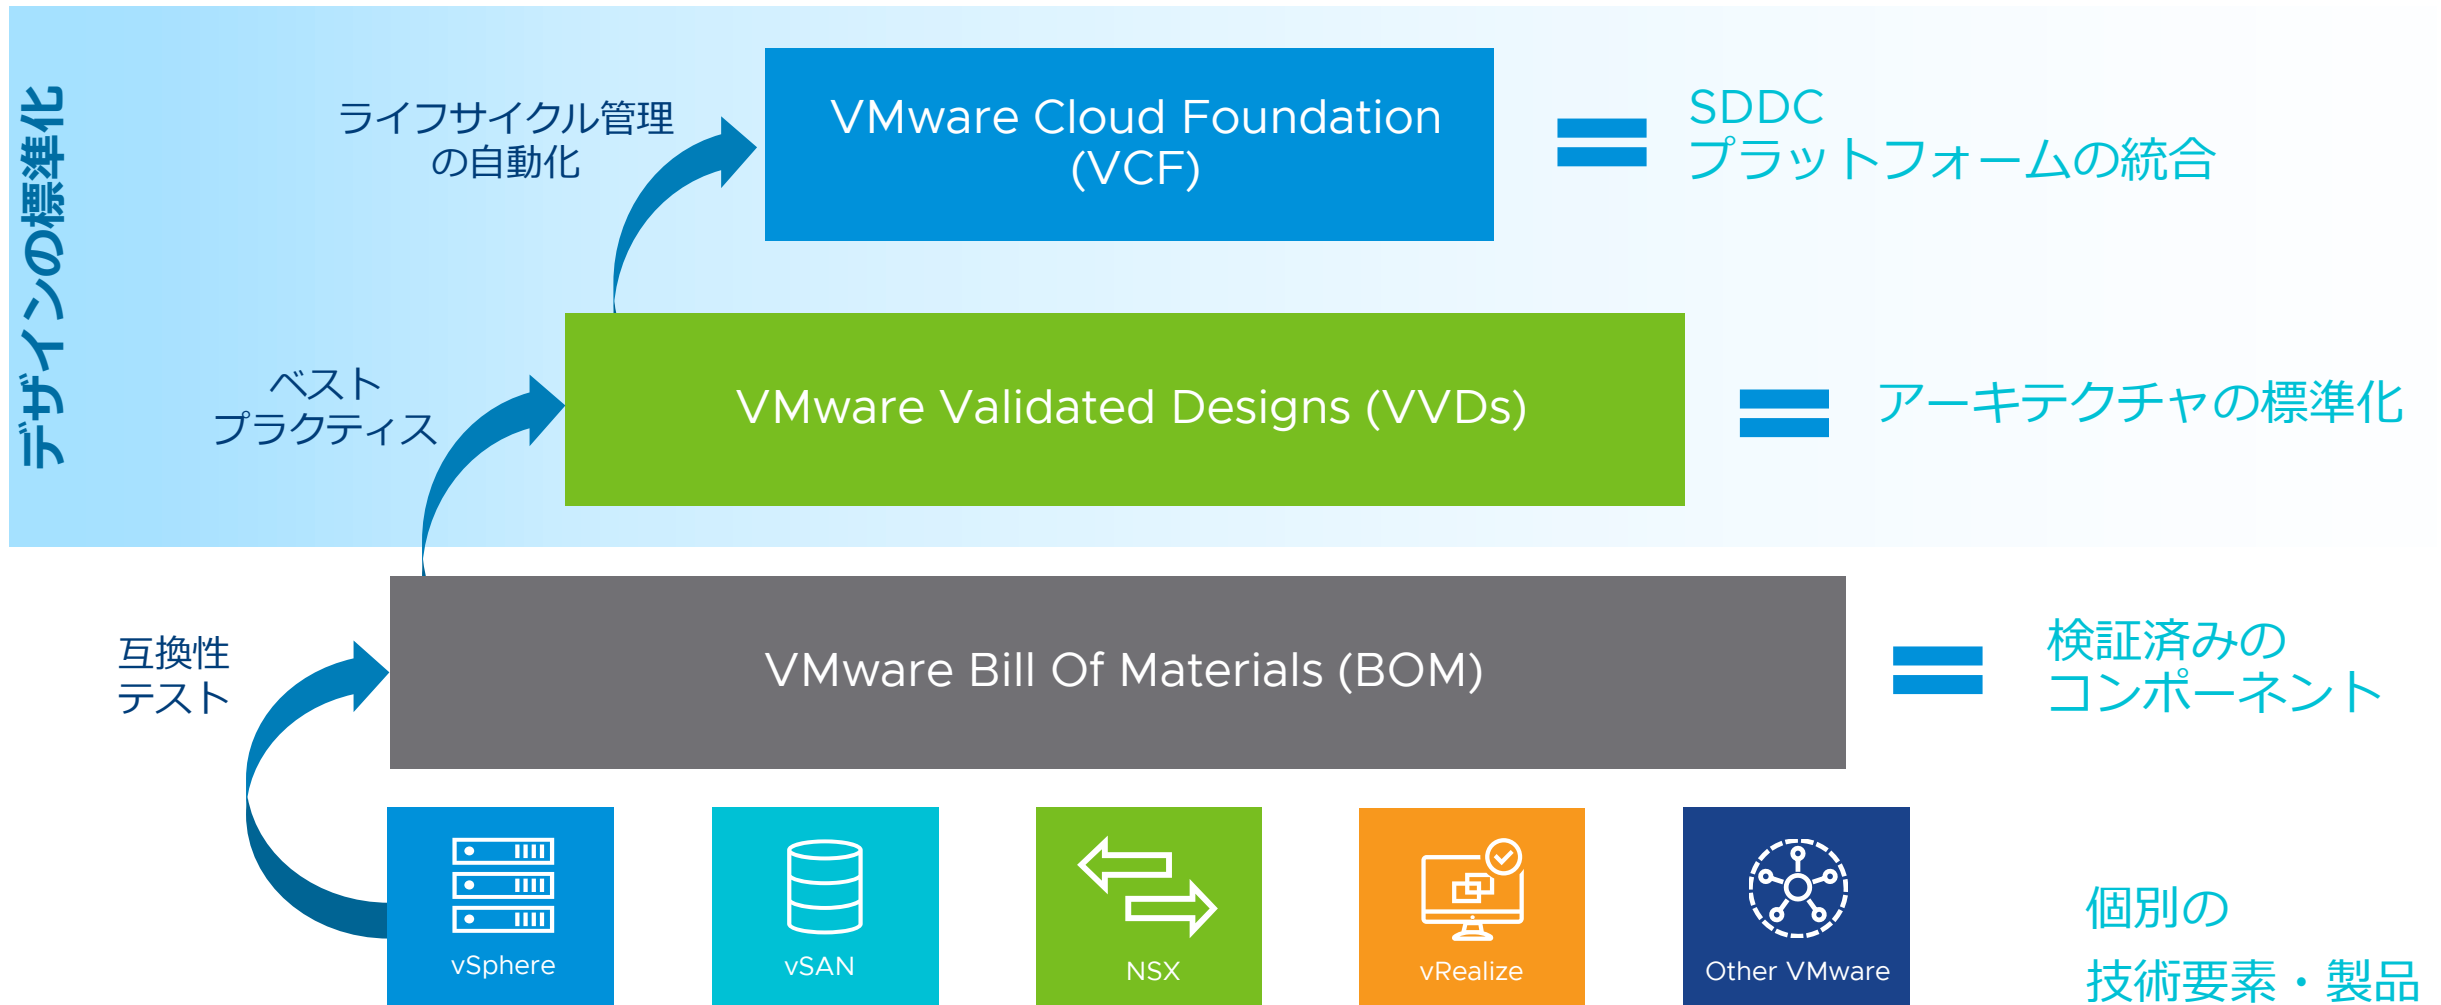 デザインの標準化
ライフサイクル管理
の自動化
VMware Cloud Foundation
(VCF)
SDDC
プラットフォームの統合
ベスト
プラクティス
VMware Validated Designs (VVDs)
アーキテクチャの標準化
互換性
テスト
VMware Bill Of Materials (BOM)
検証済みの
コンポーネント
vSphere
vSAN
NSX
vRealize
Other VMware
個別の
技術要素・製品